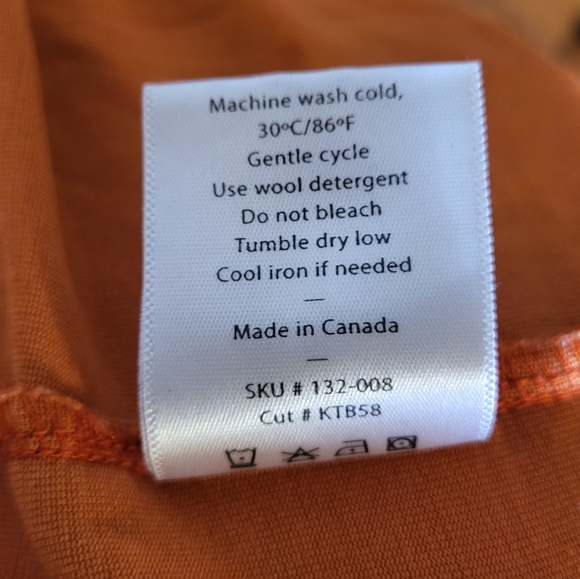 Machine wash cold,
30ºC/86ºF
Gentle cycle
Use wool detergent
Do not bleach
Tumble dry low
Cool iron if needed
—
Made in Canada
—
SKU # 132-008
Cut # KTB58